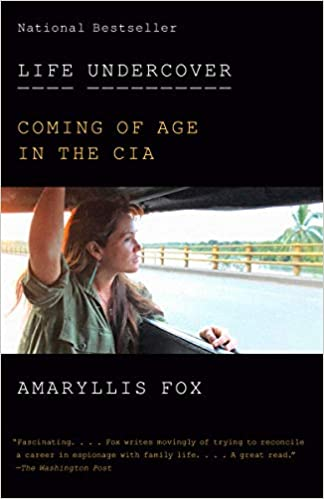 National Bestseller
LIFE UNDERCOVER
COMING OF AGE
IN THE CIA
AMARYLLIS FOX
"Fascinating. . . . Fox writes movingly of trying to reconcile
a career in espionage with family life. . . . A great read."
—The Washington Post